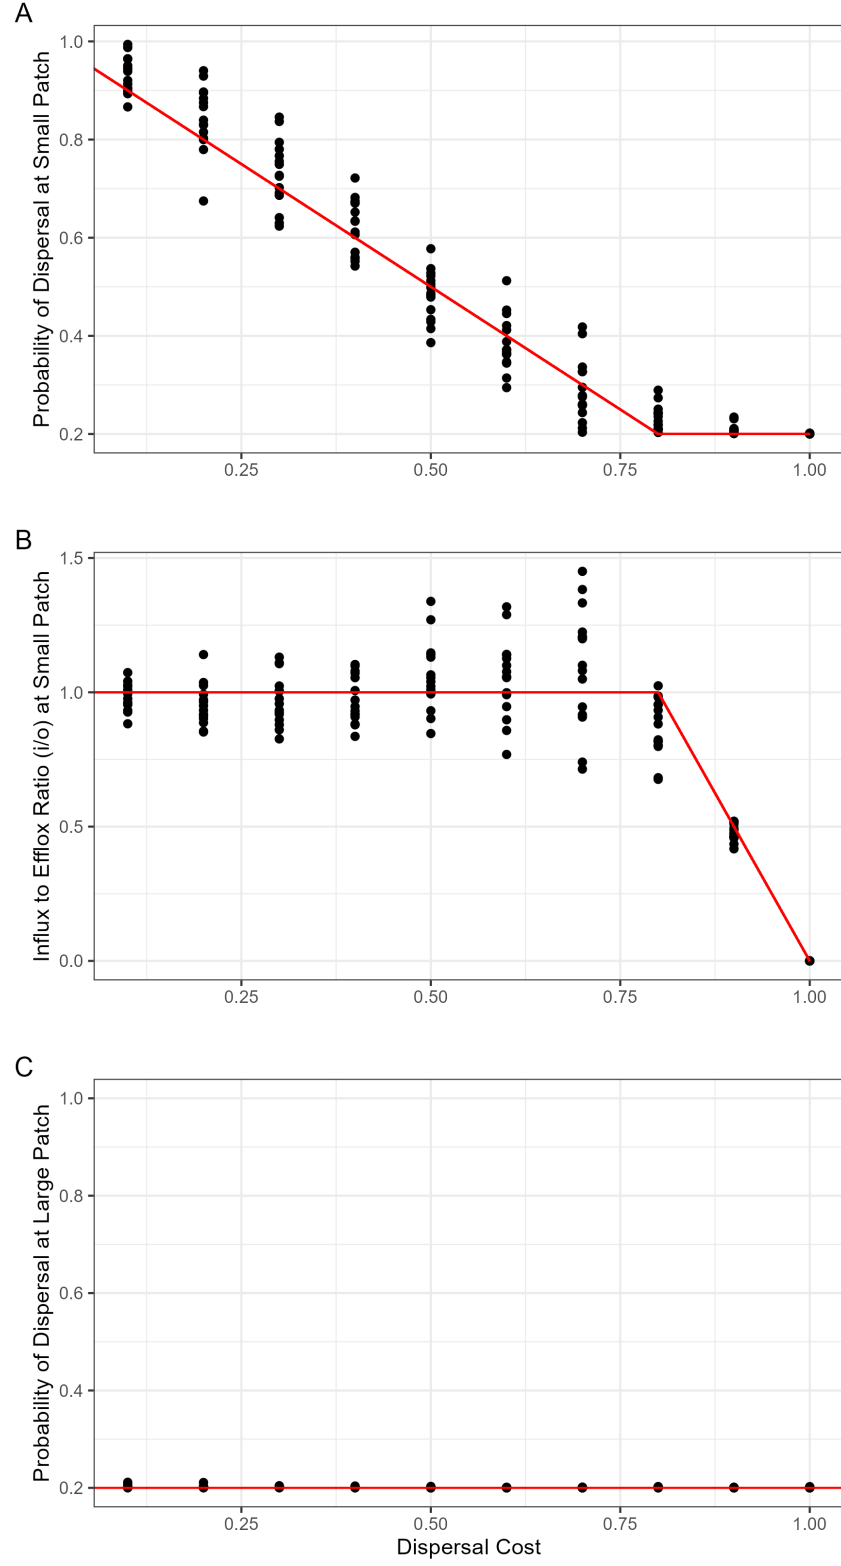 A
Probability of Dispersal at Small Patch
1.0
0.8
0.6
0.4
0.2
0.25 0.50 0.75 1.00
B
Influx to Efflox Ratio (i/o) at Small Patch
1.5
1.0
0.5
0.0
0.25 0.50 0.75 1.00
C
Probability of Dispersal at Large Patch
1.0
0.8
0.6
0.4
0.2
0.25 0.50 0.75 1.00
Dispersal Cost